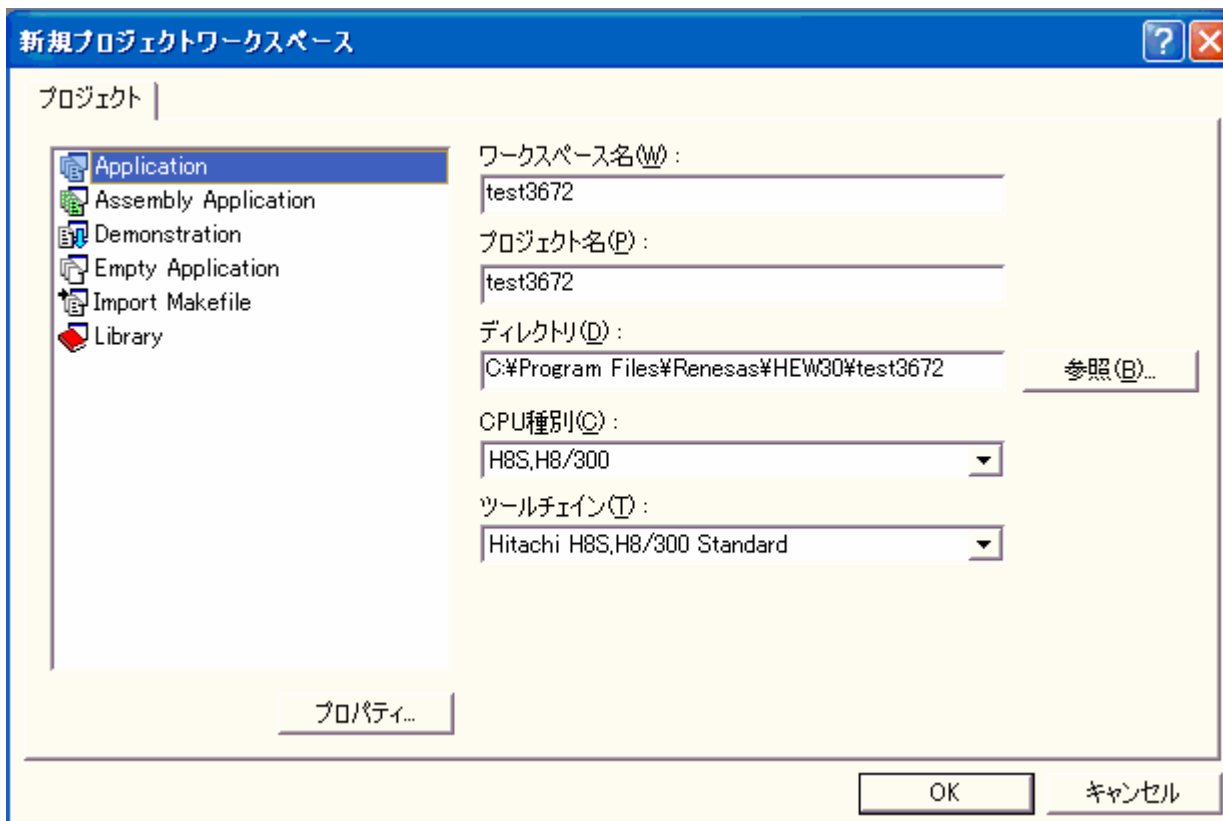 新規プロジェクトワークスペース
プロジェクト
Application
Assembly Application
Demonstration
Empty Application
Import Makefile
Library
プロパティ...
ワークスペース名(W) :
test3672
プロジェクト名(P) :
test3672
ディレクトリ(D) :
C:¥Program Files¥Renesas¥HEW30¥test3672
参照(B)...
CPU種別(C) :
H8S,H8/300
ツールチェイン(T) :
Hitachi H8S,H8/300 Standard
OK
キャンセル